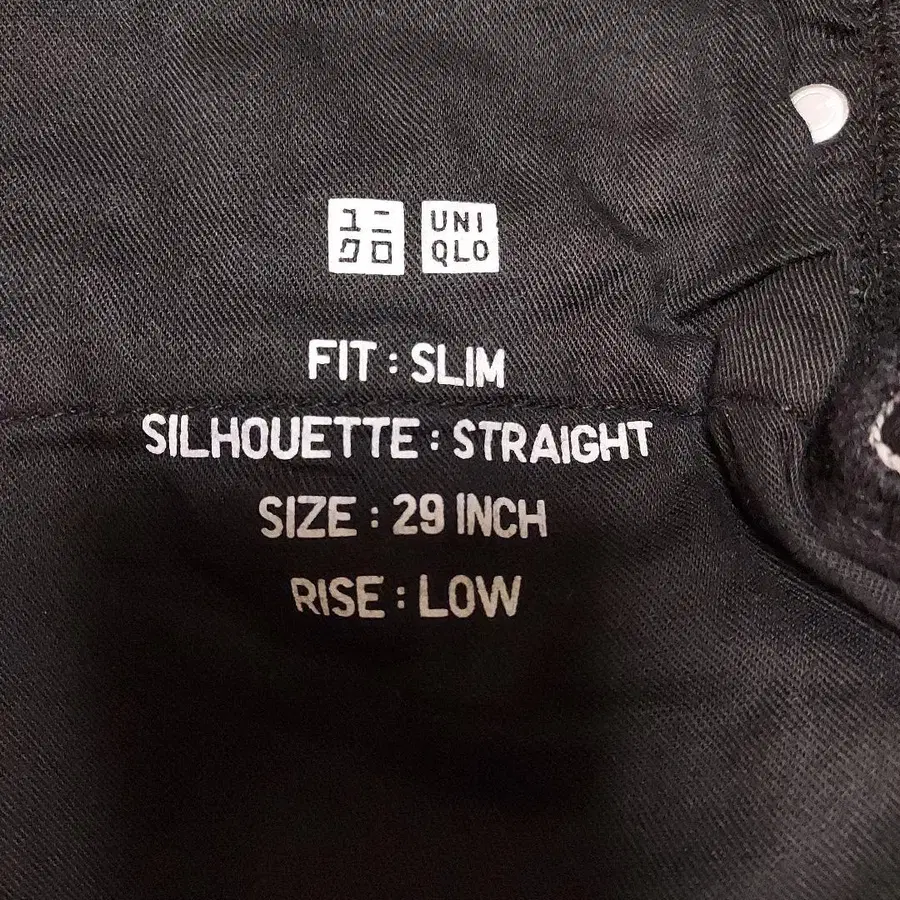 ユニ UNI
クロ QLO
FIT : SLIM
SILHOUETTE : STRAIGHT
SIZE : 29 INCH
RISE : LOW